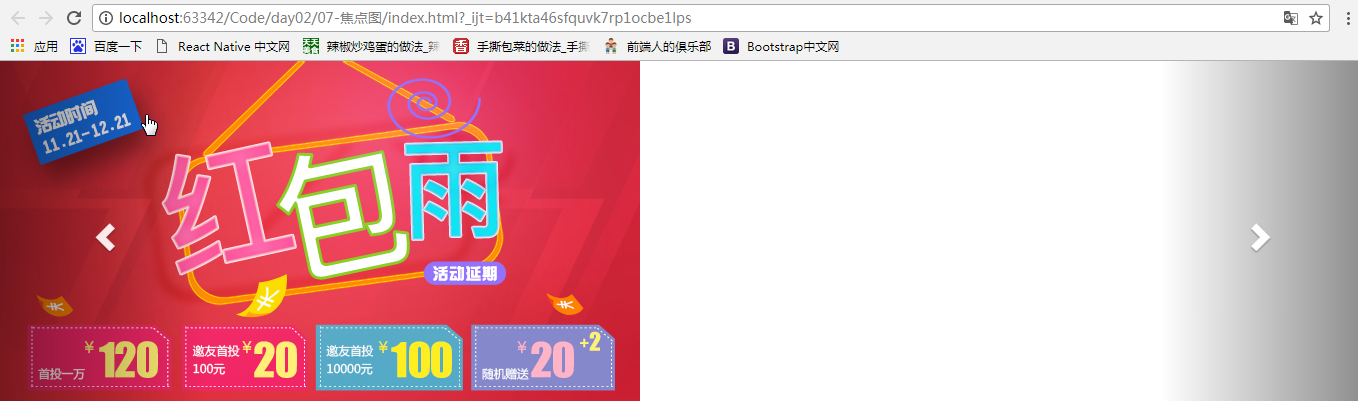 localhost:63342/Code/day02/07-焦点图/index.html?_ijt=b41kta46sfquvk7rp1ocbe1lps
应用 百度一下 React Native 中文网 辣椒炒鸡蛋的做法_辣 手撕包菜的做法_手撕 前端人的俱乐部 B Bootstrap中文网
活动时间
11.21-12.21
红包雨
活动延期
首投一万 ¥120
邀友首投 ¥20
100元
邀友首投 ¥100
10000元
随机赠送 ¥20 +2